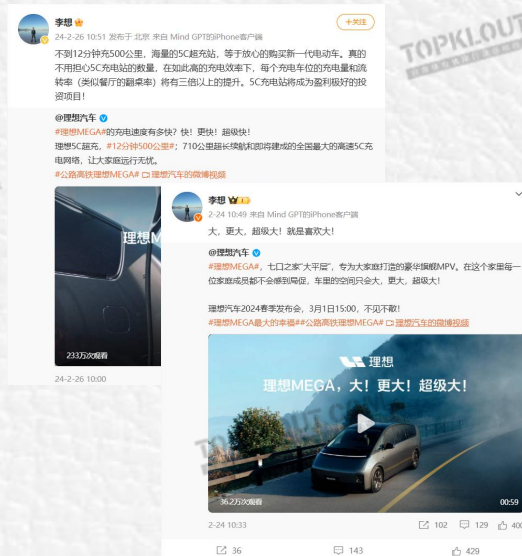 李想
+关注
24-2-26 10:51 发布于 北京 来自 Mind GPT的iPhone客户端
不到12分钟充500公里，海量的5C超充站，等于放心的购买新一代电动车。真的
不用担心5C充电站的数量，在如此高的充电效率下，每个充电车位的充电量和流
转率（类似餐厅的翻桌率）将有三倍以上的提升。5C充电站将成为盈利极好的投
资项目！
@理想汽车
#理想MEGA#的充电速度有多快？快！更快！超级快！
理想5C超充，#12分钟500公里#；710公里超长续航和即将建成的全国最大的高速5C充
电网络，让大家庭远行无忧。
#公路高铁理想MEGA# 理想汽车的微博视频
理想M
233万次观看
24-2-26 10:00
李想
2-24 10:49 来自 Mind GPT的iPhone客户端
大，更大，超级大！就是喜欢大！
@理想汽车
#理想MEGA#，七口之家“大平层”，专为大家庭打造的豪华旗舰MPV。在这个家里每一
位家庭成员都不会感到局促，车里的空间只会大，更大，超级大！
理想汽车2024春季发布会，3月1日15:00，不见不散！
#理想MEGA最大的幸福##公路高铁理想MEGA# 理想汽车的微博视频
理想
理想MEGA，大！更大！超级大！
36.2万次观看
00:59
2-24 10:33
102 129 400
36 143 429
TOPKLOUT